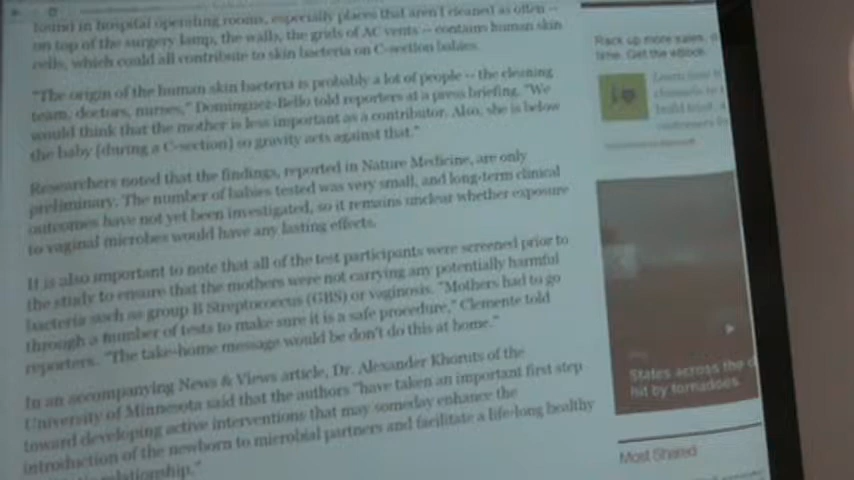 found in hospital operating rooms, especially places that aren't cleaned as often --
on top of the surgery lamp, the walls, the grids of AC vents -- contains human skin
cells, which could all contribute to skin bacteria on C-section babies.
"The origin of the human skin bacteria is probably a lot of people -- the cleaning
team, doctors, nurses," Dominguez-Bello told reporters at a press briefing. "We
would think that the mother is less important as a contributor. Also, she is below
the baby (during a C-section) so gravity acts against that."
Researchers noted that the findings, reported in Nature Medicine, are only
preliminary. The number of babies tested was very small, and long-term clinical
outcomes have not yet been investigated, so it remains unclear whether exposure
to vaginal microbes would have any lasting effects.
It is also important to note that all of the test participants were screened prior to
the study to ensure that the mothers were not carrying any potentially harmful
bacteria such as group B Streptococcus (GBS) or vaginosis. "Mothers had to go
through a number of tests to make sure it is a safe procedure," Clemente told
reporters. "The take-home message would be don't do this at home."
In an accompanying News & Views article, Dr. Alexander Khoruts of the
University of Minnesota said that the authors "have taken an important first step
toward developing active interventions that may someday enhance the
introduction of the newborn to microbial partners and facilitate a life-long healthy
relationship."
Rack up more sales,
time. Get the eBook.
States across the
hit by tornadoes
Most Shared